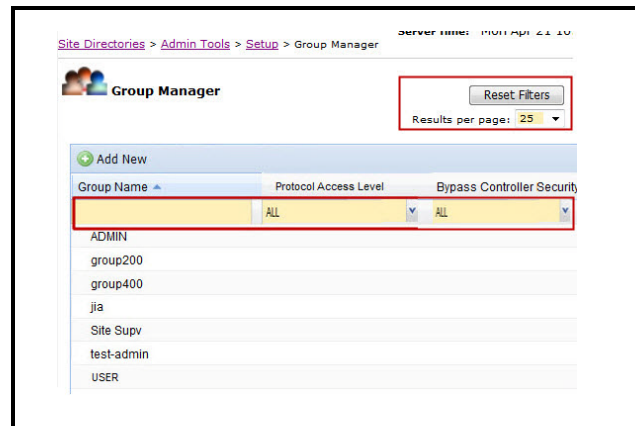 Server Time: Mon Apr 21 10
Site Directories > Admin Tools > Setup > Group Manager
Group Manager
Reset Filters
Results per page: 25
Add New
Group Name Protocol Access Level Bypass Controller Security
ALL ALL
ADMIN
group200
group400
jia
Site Supv
test-admin
USER